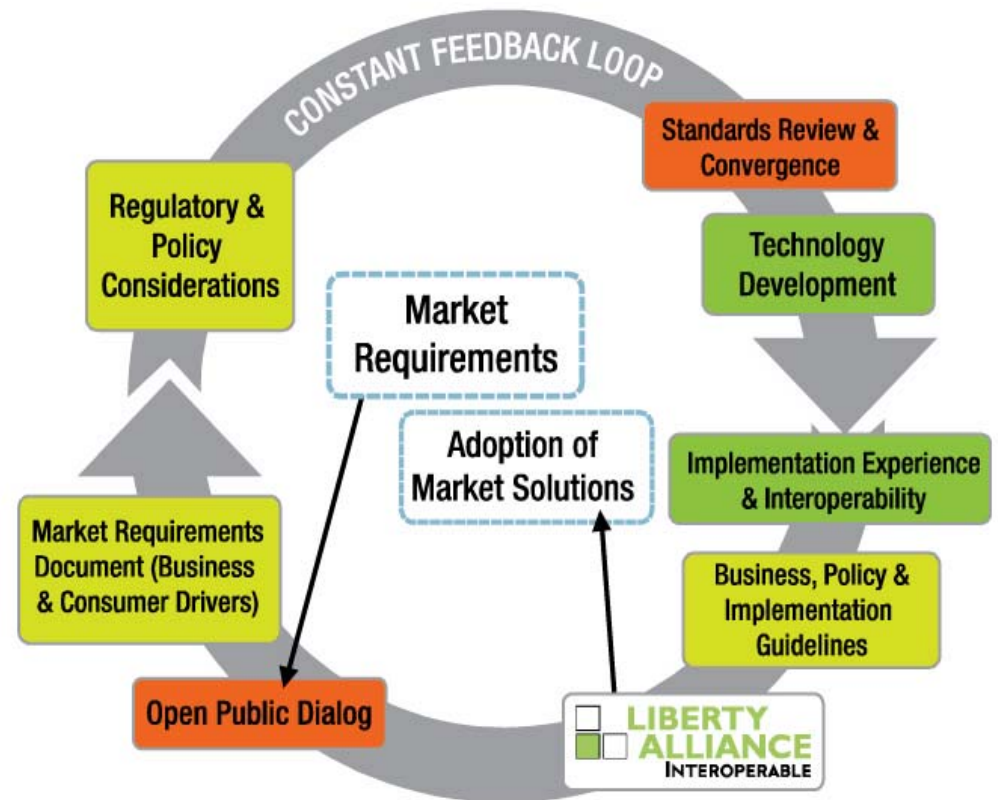 CONSTANT FEEDBACK LOOP
Standards Review &
Convergence
Technology
Development
Implementation Experience
& Interoperability
Business, Policy &
Implementation
Guidelines
LIBERTY
ALLIANCE
INTEROPERABLE
Open Public Dialog
Market Requirements
Document (Business
& Consumer Drivers)
Regulatory &
Policy
Considerations
Market
Requirements
Adoption of
Market Solutions